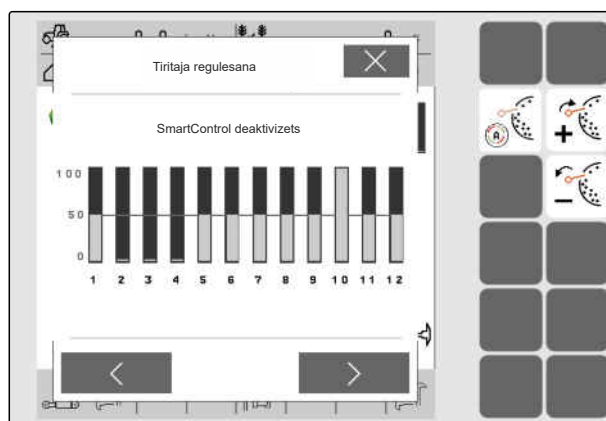 Tiritaja regulesana
SmartControl deaktivizets
100
50
0
1 2 3 4 5 6 7 8 9 10 11 12
A
+
−